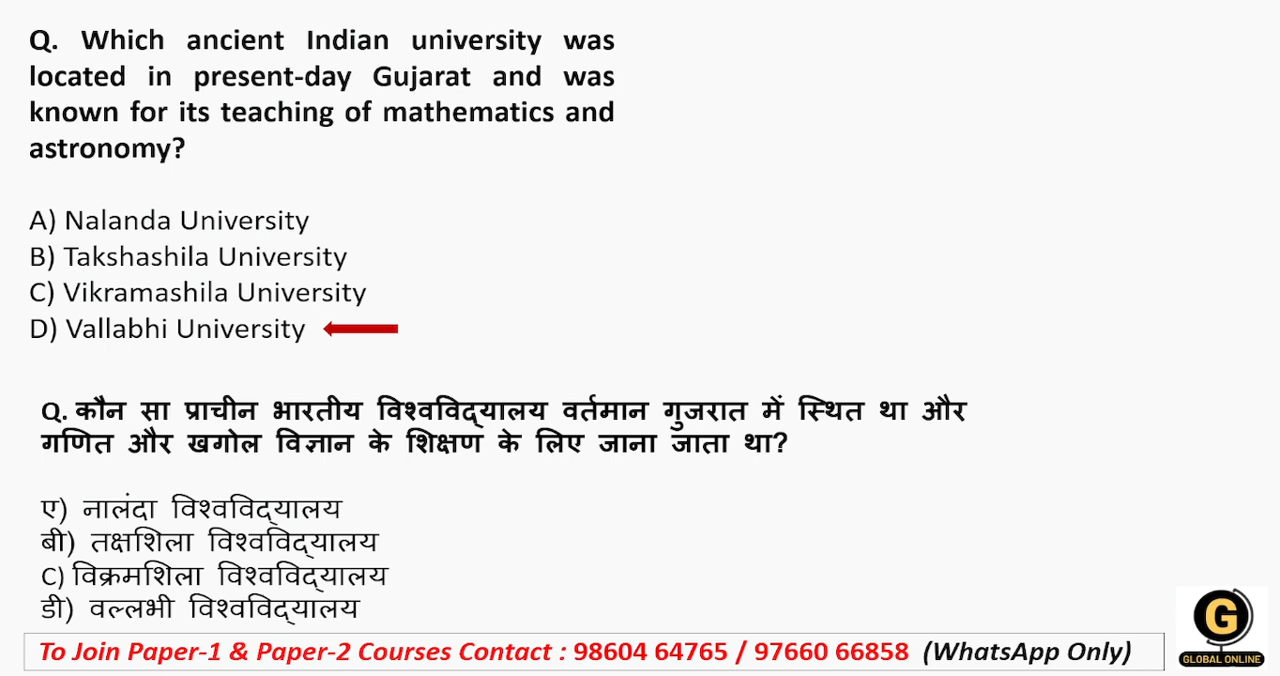 Q. Which ancient Indian university was
located in present-day Gujarat and was
known for its teaching of mathematics and
astronomy?
A) Nalanda University
B) Takshashila University
C) Vikramashila University
D) Vallabhi University
Q. कौन सा प्राचीन भारतीय विश्वविद्यालय वर्तमान गुजरात में स्थित था और
गणित और खगोल विज्ञान के शिक्षण के लिए जाना जाता था?
ए) नालंदा विश्वविद्यालय
बी) तक्षशिला विश्वविद्यालय
C) विक्रमशिला विश्वविद्यालय
डी) वल्लभी विश्वविद्यालय
To Join Paper-1 & Paper-2 Courses Contact : 98604 64765 / 97660 66858 (WhatsApp Only)
G
GLOBAL ONLINE